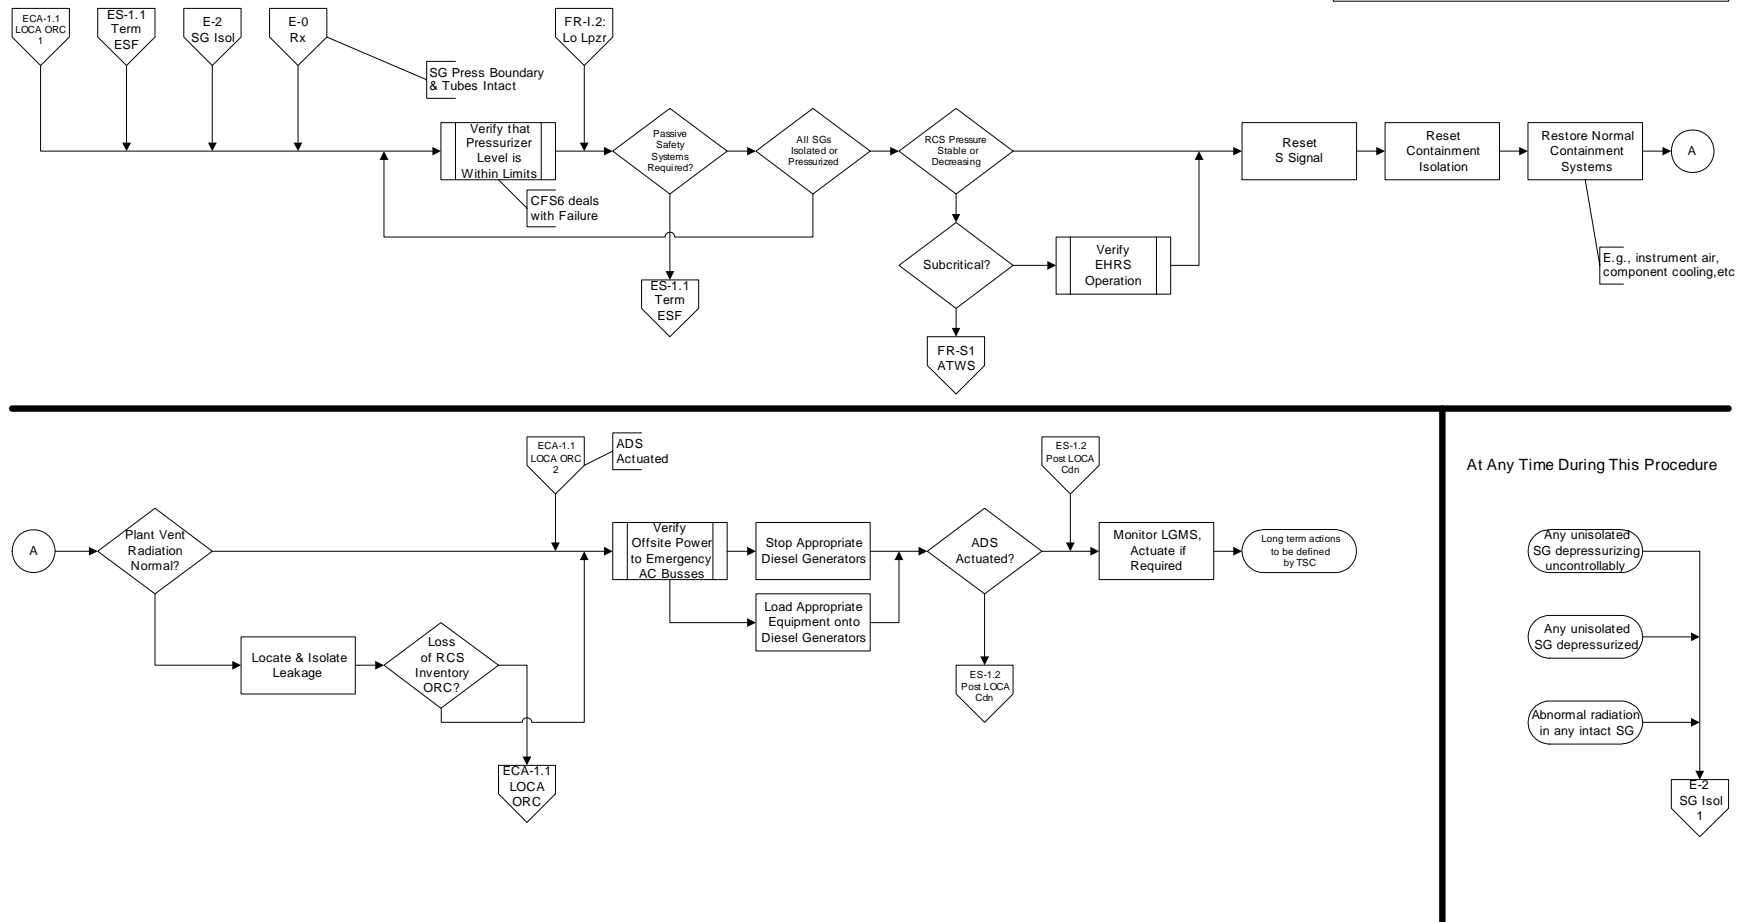 ECA-1.1
LOCA ORC
1
ES-1.1
Term
ESF
E-2
SG Isol
E-0
Rx
FR-I.2:
Lo Lpzr
SG Press Boundary
& Tubes Intact
Verify that
Pressurizer
Level is
Within Limits
CFS6 deals
with Failure
Passive
Safety
Systems
Required?
All SGs
Isolated or
Pressurized
RCS Pressure
Stable or
Decreasing
Reset
S Signal
Reset
Containment
Isolation
Restore Normal
Containment
Systems
A
Subcritical?
Verify
EHRS
Operation
E.g., instrument air,
component cooling,etc
ES-1.1
Term
ESF
FR-S1
ATWS
ECA-1.1
LOCA ORC
2
ADS
Actuated
ES-1.2
Post LOCA
Cdn
A
Plant Vent
Radiation
Normal?
Verify
Offsite Power
to Emergency
AC Busses
Stop Appropriate
Diesel Generators
ADS
Actuated?
Monitor LGMS,
Actuate if
Required
Long term actions
to be defined
by TSC
Load Appropriate
Equipment onto
Diesel Generators
Locate & Isolate
Leakage
Loss
of RCS
Inventory
ORC?
ES-1.2
Post LOCA
Cdn
ECA-1.1
LOCA
ORC
At Any Time During This Procedure
Any unisolated
SG depressurizing
uncontrollably
Any unisolated
SG depressurized
Abnormal radiation
in any intact SG
E-2
SG Isol
1